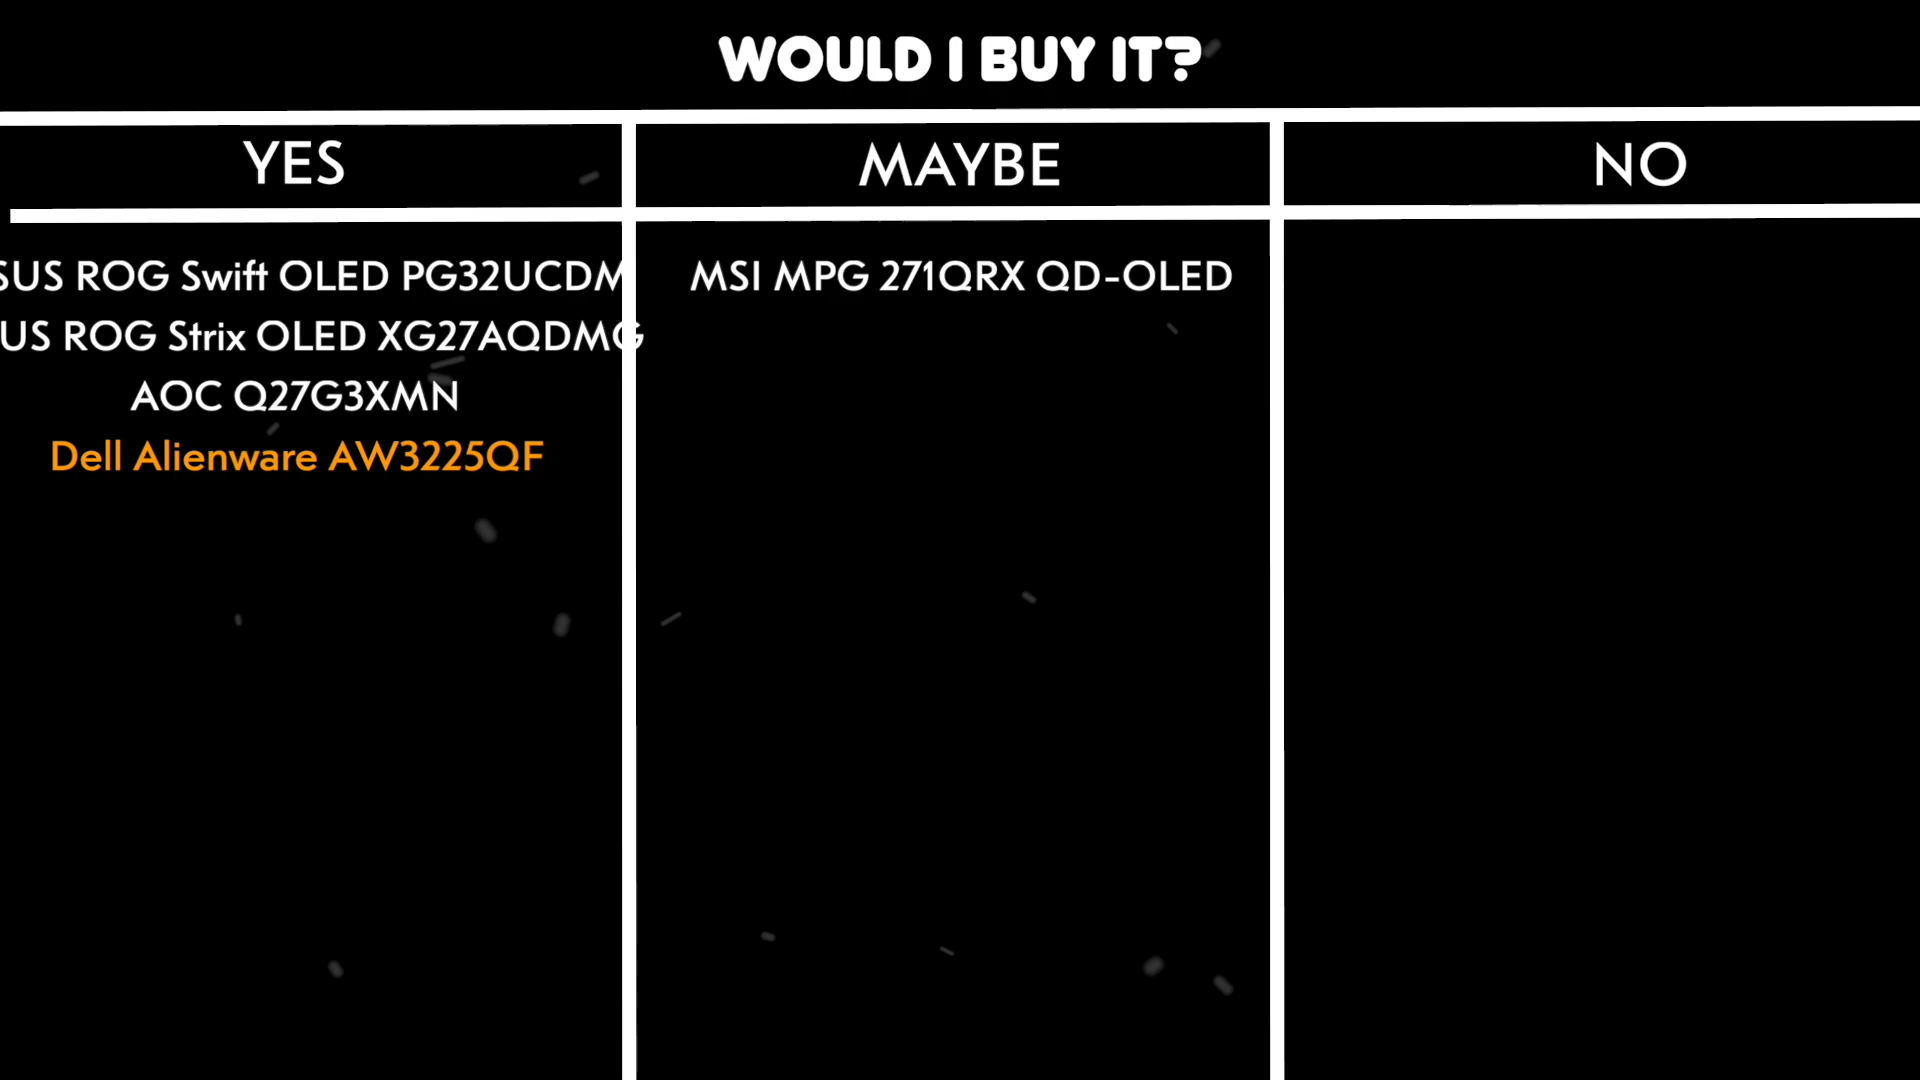 WOULD I BUY IT?
YES
MAYBE
NO
SUS ROG Swift OLED PG32UCDM
MSI MPG 271QRX QD-OLED
US ROG Strix OLED XG27AQDMG
AOC Q27G3XMN
Dell Alienware AW3225QF